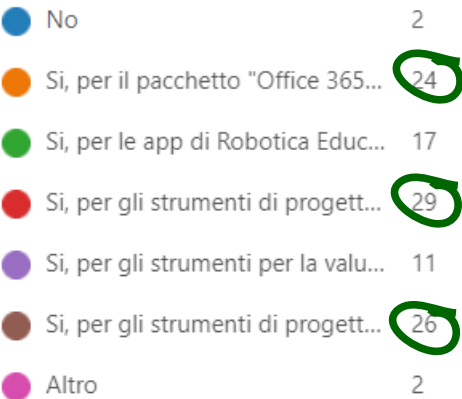 No 2
Si, per il pacchetto "Office 365... 24
Si, per le app di Robotica Educ... 17
Si, per gli strumenti di progett... 29
Si, per gli strumenti per la valu... 11
Si, per gli strumenti di progett... 26
Altro 2